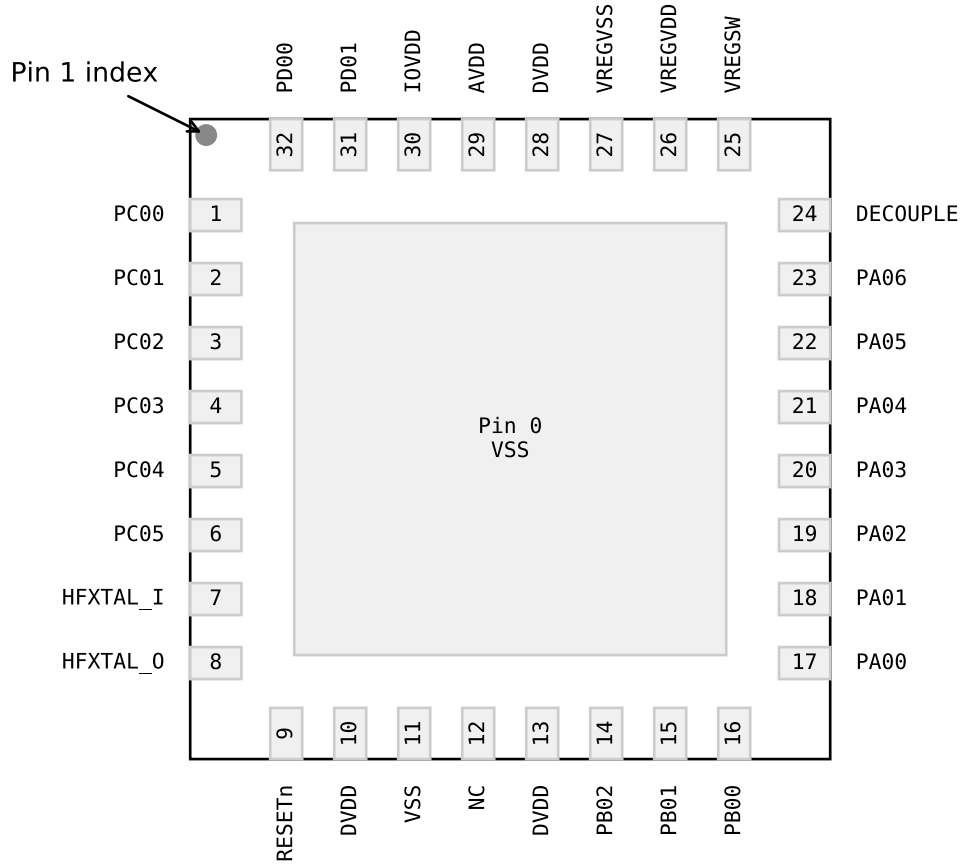 Pin 1 index
PD00
PD01
IOVDD
AVDD
DVDD
VREGVSS
VREGVDD
VREGSW
32
31
30
29
28
27
26
25
PC00 1
24 DECOUPLE
PC01 2
23 PA06
PC02 3
22 PA05
PC03 4
21 PA04
PC04 5
20 PA03
PC05 6
19 PA02
HFXTAL_I 7
18 PA01
HFXTAL_O 8
17 PA00
Pin 0
VSS
9
10
11
12
13
14
15
16
RESETn
DVDD
VSS
NC
DVDD
PB02
PB01
PB00